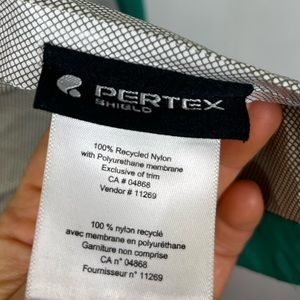 PERTEX
SHIELD
100% Recycled Nylon
with Polyurethane membrane
Exclusive of trim
CA # 04868
Vendor # 11269
100 % nylon recyclé
avec membrane en polyuréthane
Garniture non comprise
CA n° 04868
Fournisseur n° 11269